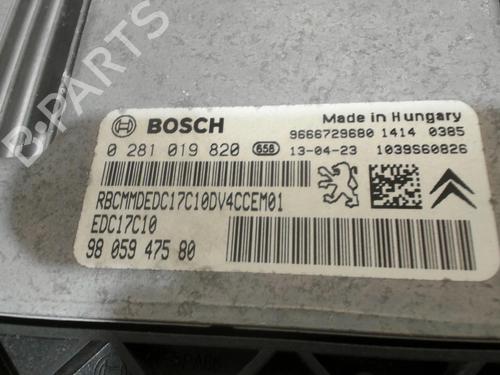 B-PARTS
BOSCH
Made in Hungary
9666729680 1414 0385
0 281 019 820 658 13-04-23 1039S60826
RBCMMDEDC17C10DV4CCEM01
EDC17C10
98 059 475 80